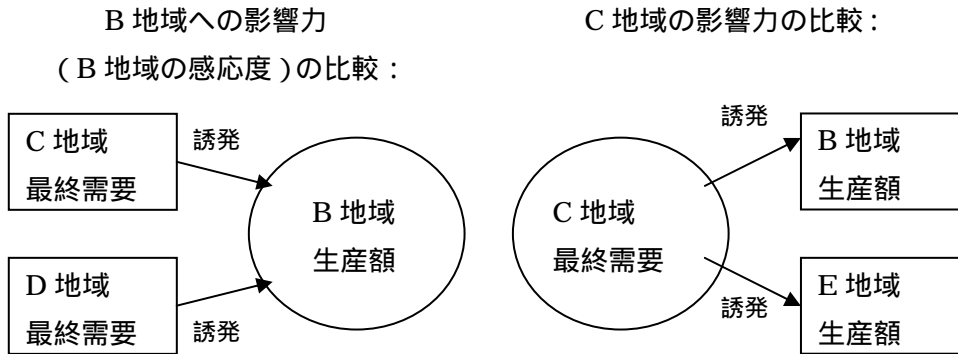 B 地域への影響力
( B 地域の感応度 ) の比較 :
C 地域
最終需要
誘発
D 地域
最終需要
誘発
B 地域
生産額
C 地域の影響力の比較 :
C 地域
最終需要
誘発
B 地域
生産額
誘発
E 地域
生産額